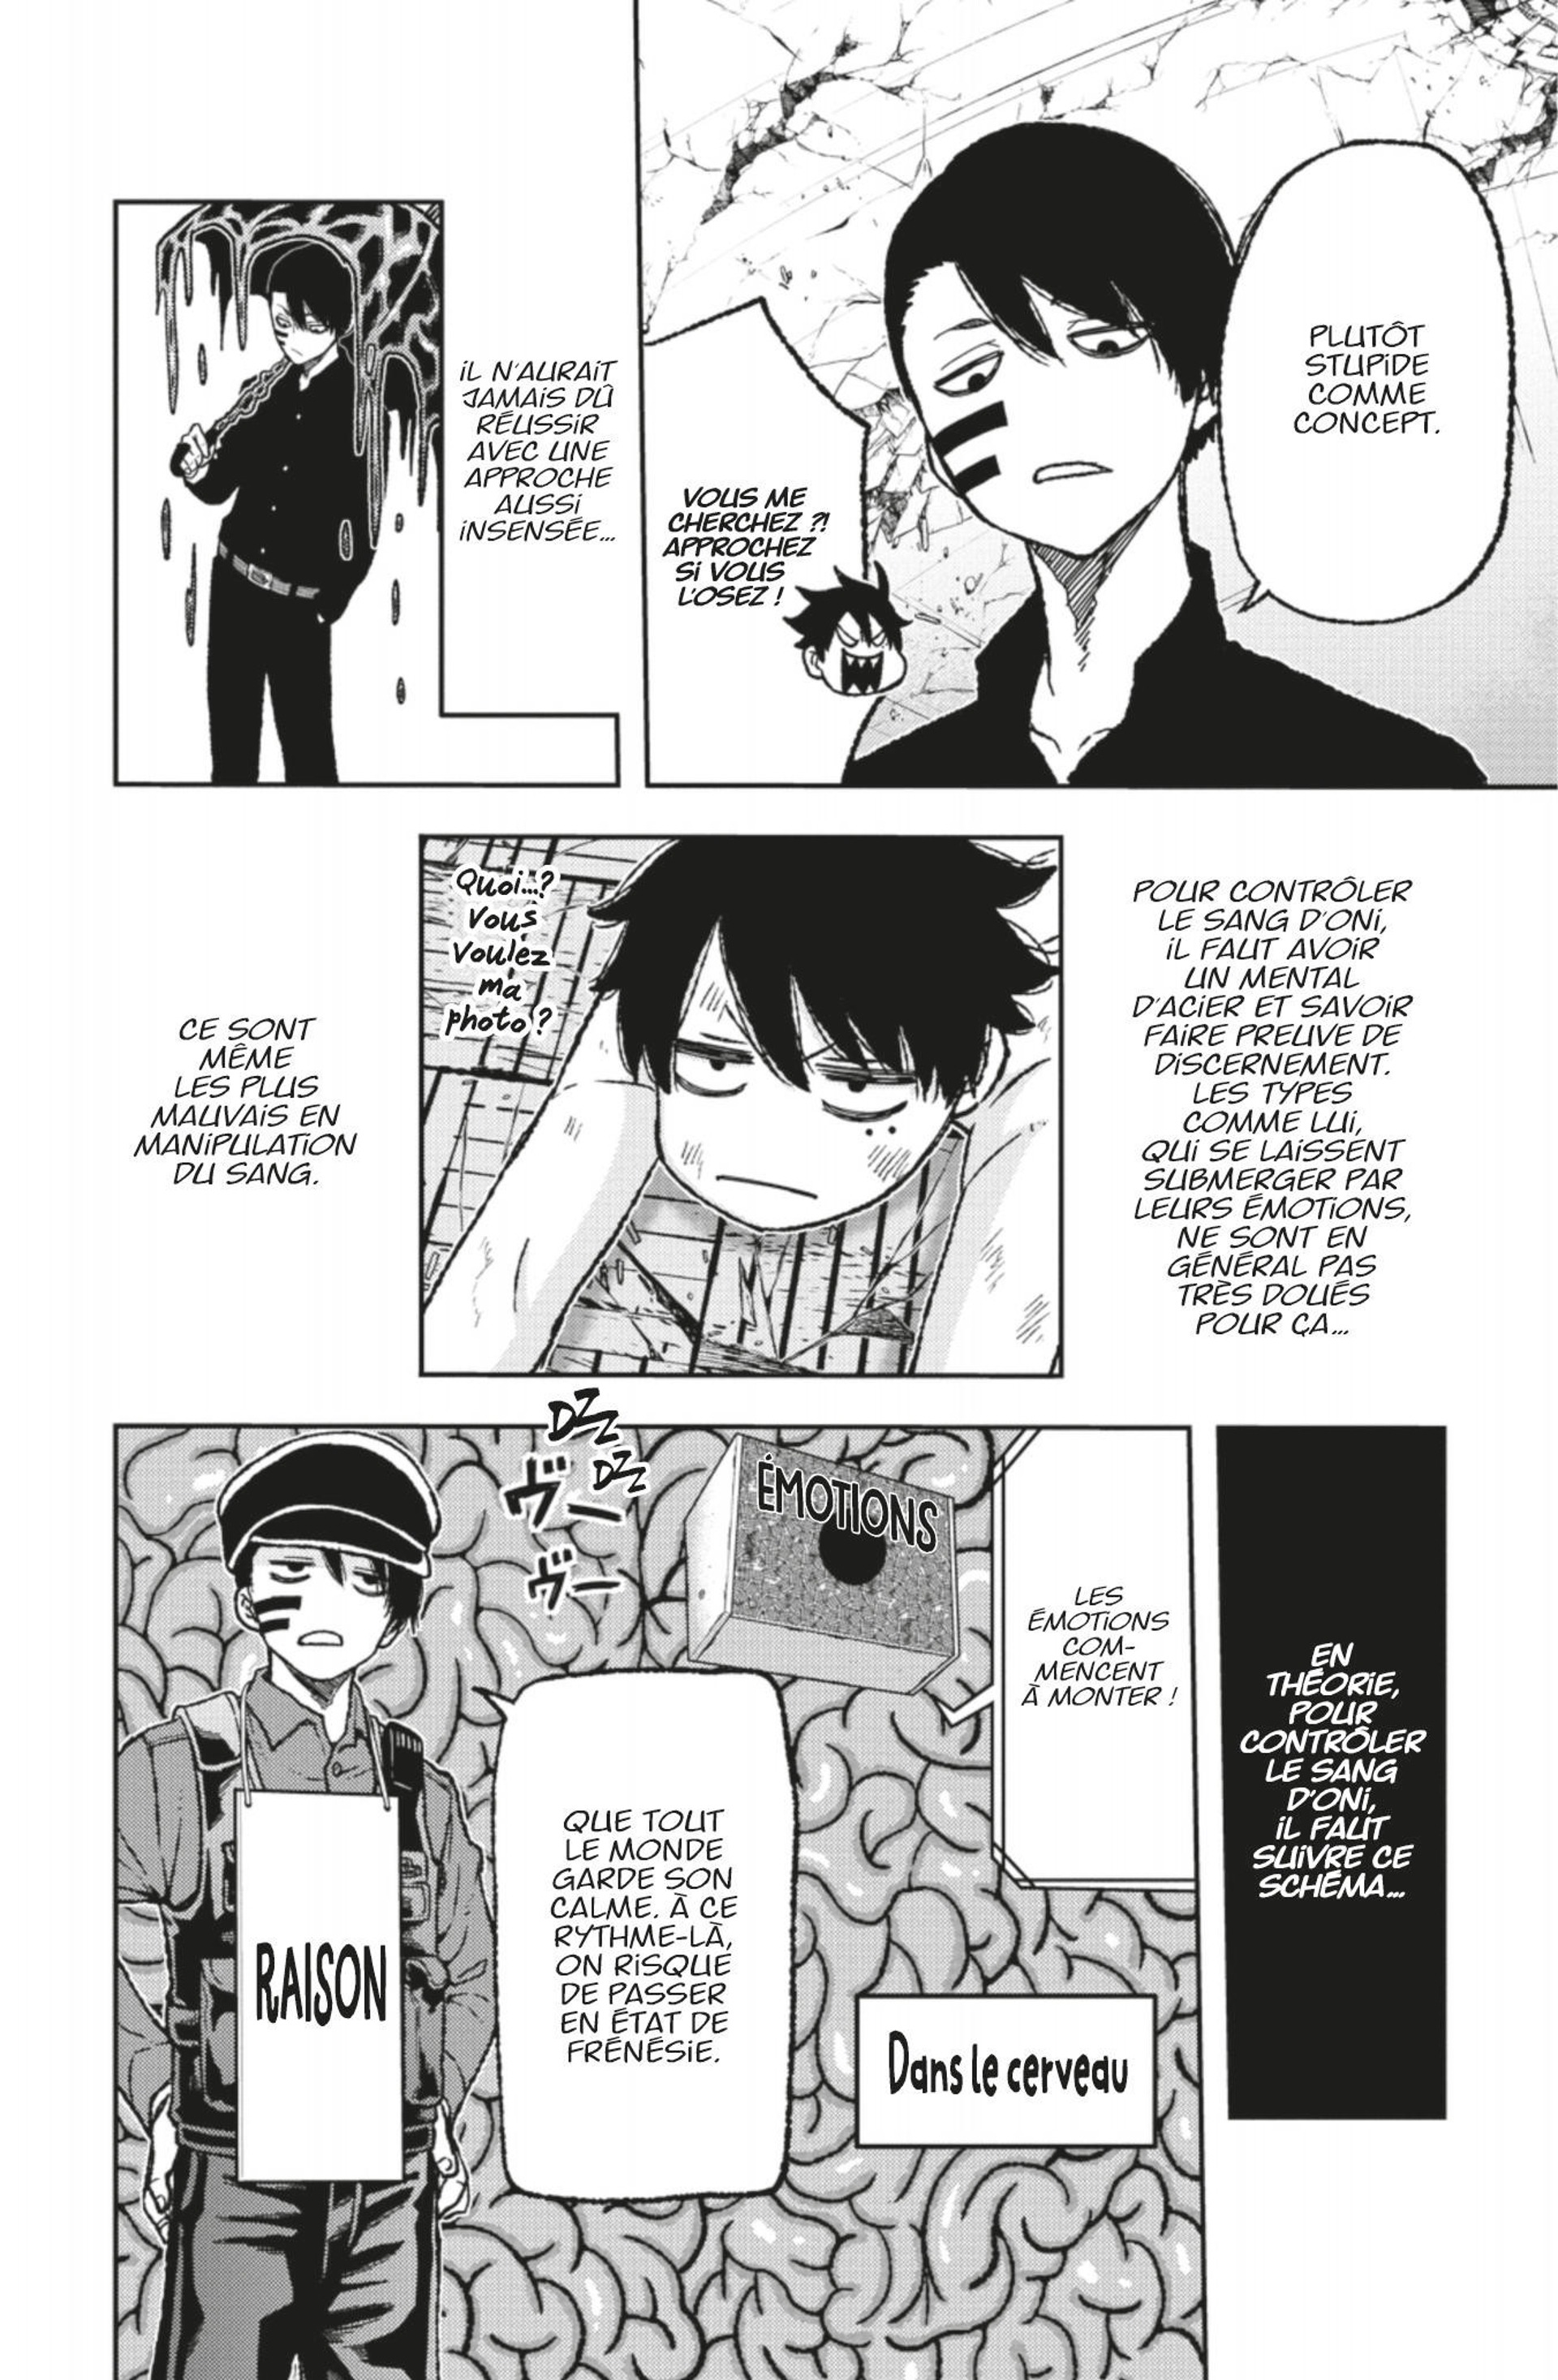 PLUTÔT
STUPIDE
COMME
CONCEPT.
VOUS ME
CHERCHEZ ?!
APPROCHEZ
SI VOUS
L'OSEZ !
IL N'AURAIT
JAMAIS DÛ
RÉUSSIR
AVEC UNE
APPROCHE
AUSSI
INSENSÉE...
POUR CONTRÔLER
LE SANG D'ONI,
IL FAUT AVOIR
UN MENTAL
D'ACIER ET SAVOIR
FAIRE PREUVE DE
DISCERNEMENT.
LES TYPES
COMME LUI,
QUI SE LAISSENT
SUBMERGER PAR
LEURS ÉMOTIONS,
NE SONT EN
GÉNÉRAL PAS
TRÈS DOUÉS
POUR ÇA...
Quoi...?
Vous
voulez
ma
photo ?
CE SONT
MÊME
LES PLUS
MAUVAIS EN
MANIPULATION
DU SANG.
EN
THÉORIE,
POUR
CONTRÔLER
LE SANG
D'ONI,
IL FAUT
SUIVRE CE
SCHÉMA...
LES
ÉMOTIONS
COM-
MENCENT
À MONTER !
ÉMOTIONS
DZZ
DZZ
ヴー
ヴー
QUE TOUT
LE MONDE
GARDE SON
CALME. À CE
RYTHME-LÀ,
ON RISQUE
DE PASSER
EN ÉTAT DE
FRÉNÉSIE.
RAISON
Dans le cerveau